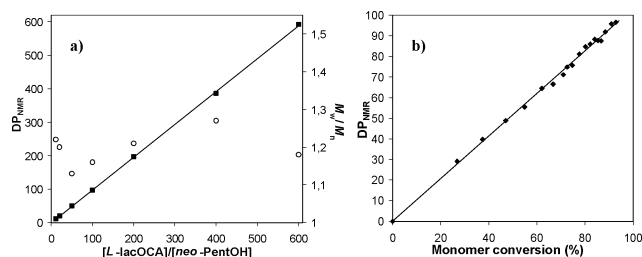 a)
600
500
400
300
200
100
0
DP_NMR
1,5
1,4
1,3
1,2
1,1
1
M_w / M_n
0 100 200 300 400 500 600
[L-lacOCA]/[neo-PentOH]
b)
100
90
80
70
60
50
40
30
20
10
0
DP_NMR
0 20 40 60 80 100
Monomer conversion (%)